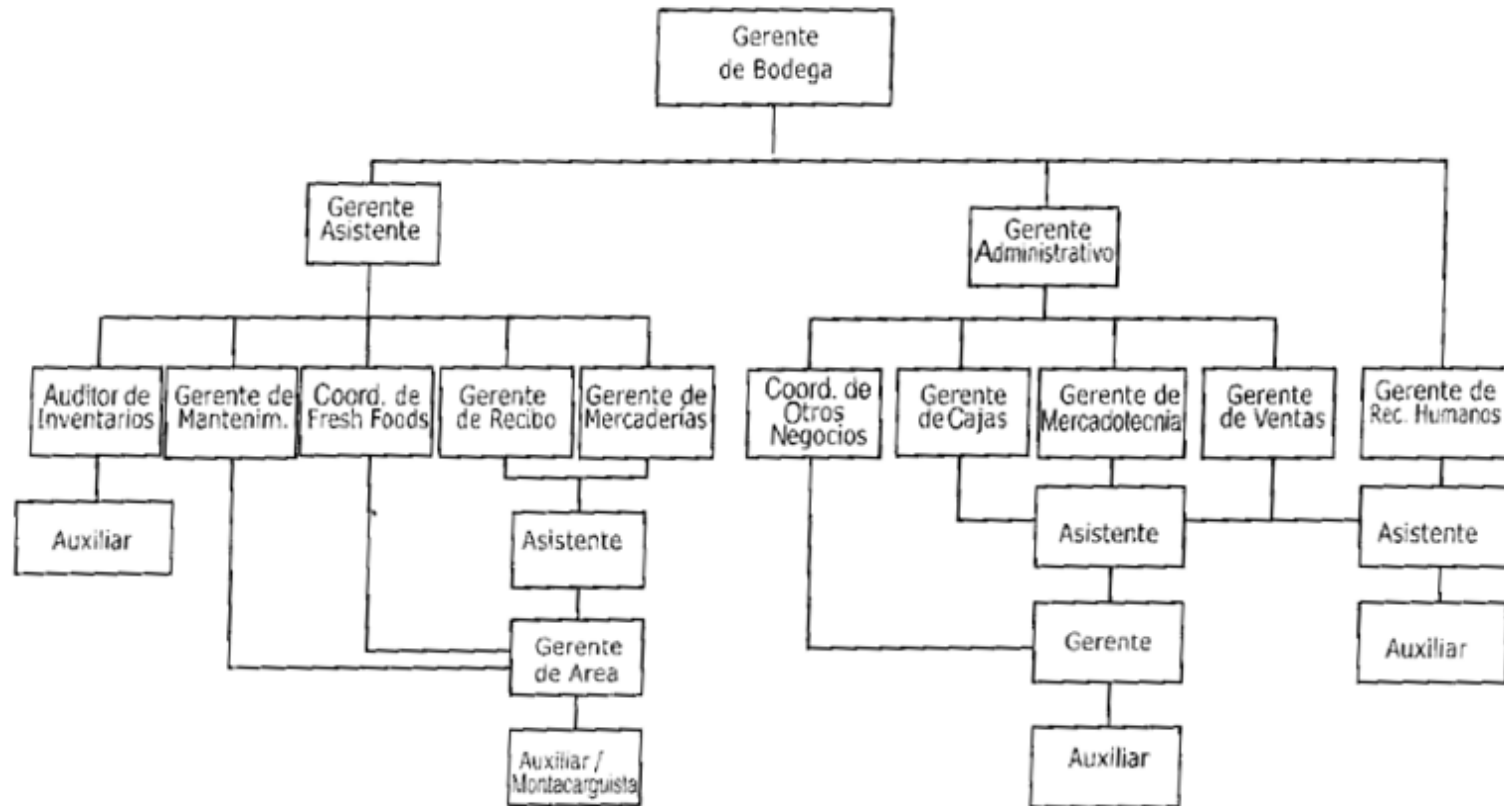 Gerente
de Bodega
Gerente
Asistente
Gerente
Administrativo
Auditor de
Inventarios
Gerente de
Mantenim.
Coord. de
Fresh Foods
Gerente
de Recibo
Gerente de
Mercaderías
Coord. de
Otros
Negocios
Gerente
de Cajas
Gerente de
Mercadotecnia
Gerente
de Ventas
Gerente de
Rec. Humanos
Auxiliar
Asistente
Asistente
Asistente
Gerente
de Area
Gerente
Auxiliar
Auxiliar /
Montacarguista
Auxiliar